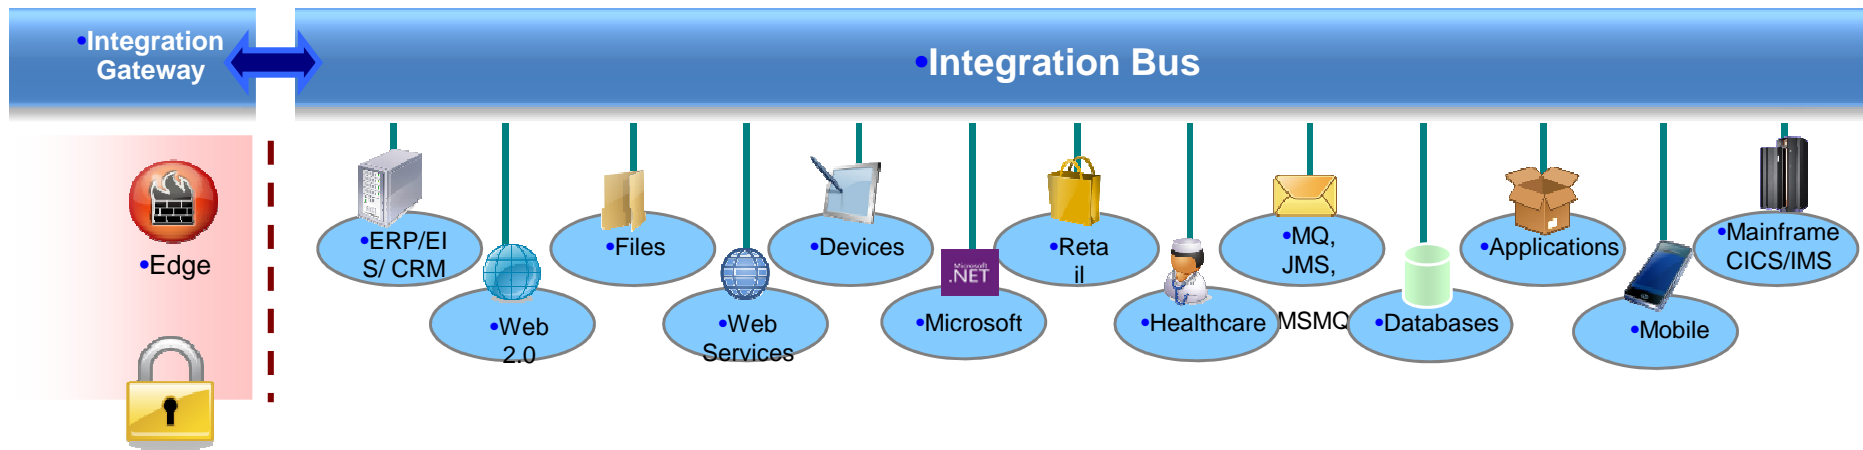 •Integration
Gateway
•Integration Bus
•Edge
•ERP/EI
S/ CRM
•Web
2.0
•Files
•Web
Services
•Devices
Microsoft
.NET
•Microsoft
•Reta
il
•Healthcare
•MQ,
JMS,
MSMQ
•Databases
•Applications
•Mobile
•Mainframe
CICS/IMS